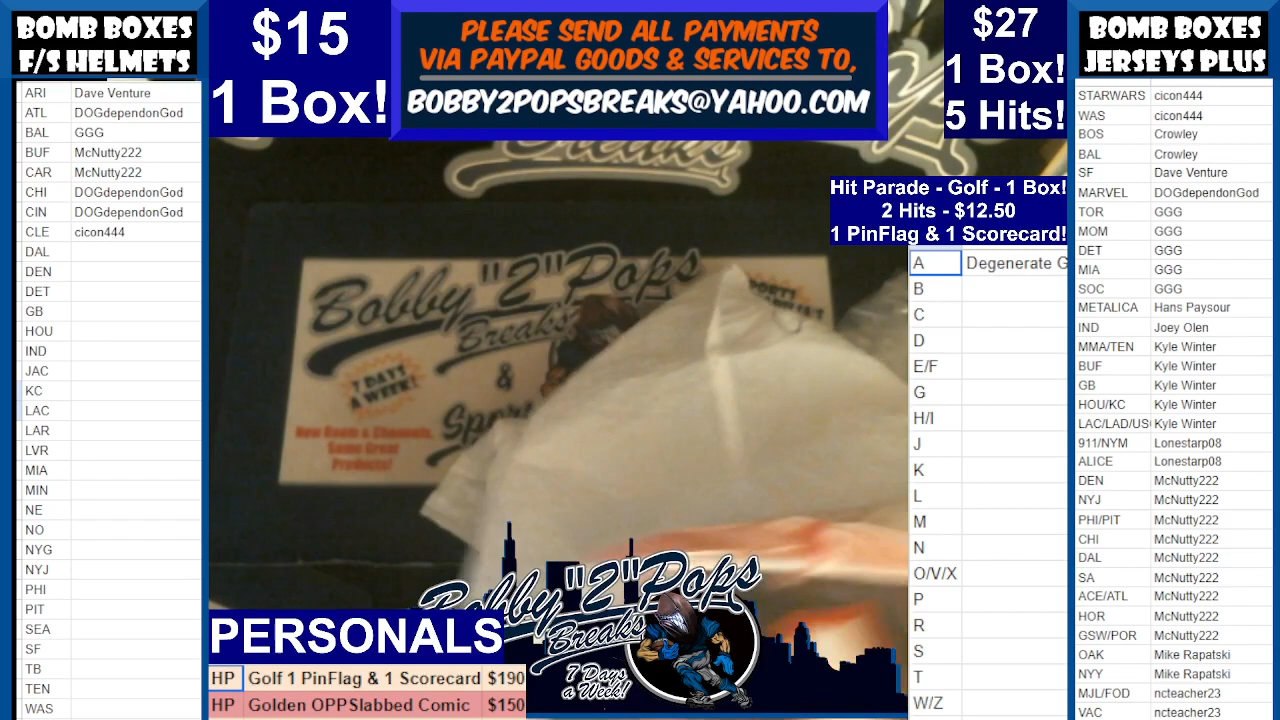 BOMB BOXES
F/S HELMETS
ARI Dave Venture
ATL DOGdependonGod
BAL GGG
BUF McNutty222
CAR McNutty222
CHI DOGdependonGod
CIN DOGdependonGod
CLE cicon444
DAL
DEN
DET
GB
HOU
IND
JAC
KC
LAC
LAR
LVR
MIA
MIN
NE
NO
NYG
NYJ
PHI
PIT
SEA
SF
TB
TEN
WAS
$15
1 Box!
PLEASE SEND ALL PAYMENTS
VIA PAYPAL GOODS & SERVICES TO,
BOBBY2POPSBREAKS@YAHOO.COM
$27
1 Box!
5 Hits!
Breaks
Hit Parade - Golf - 1 Box!
2 Hits - $12.50
1 PinFlag & 1 Scorecard!
A Degenerate G
B
C
D
E/F
G
H/I
J
K
L
M
N
O/V/X
P
R
S
T
W/Z
Bobby "2" Pops
Breaks
&
7 DAYS
A WEEK!
New Room & Channels,
Same Great
Products!
Bobby "2" Pops
Breaks
7 Days
a Week!
PERSONALS
HP Golf 1 PinFlag & 1 Scorecard $190
HP Golden OPPSlabbed Comic $150
BOMB BOXES
JERSEYS PLUS
STARWARS cicon444
WAS cicon444
BOS Crowley
BAL Crowley
SF Dave Venture
MARVEL DOGdependonGod
TOR GGG
MOM GGG
DET GGG
MIA GGG
SOC GGG
METALICA Hans Paysour
IND Joey Olen
MMA/TEN Kyle Winter
BUF Kyle Winter
GB Kyle Winter
HOU/KC Kyle Winter
LAC/LAD/USC Kyle Winter
911/NYM Lonestarp08
ALICE Lonestarp08
DEN McNutty222
NYJ McNutty222
PHI/PIT McNutty222
CHI McNutty222
DAL McNutty222
SA McNutty222
ACE/ATL McNutty222
HOR McNutty222
GSW/POR McNutty222
OAK Mike Rapatski
NYY Mike Rapatski
MJL/FOD ncteacher23
VAC ncteacher23